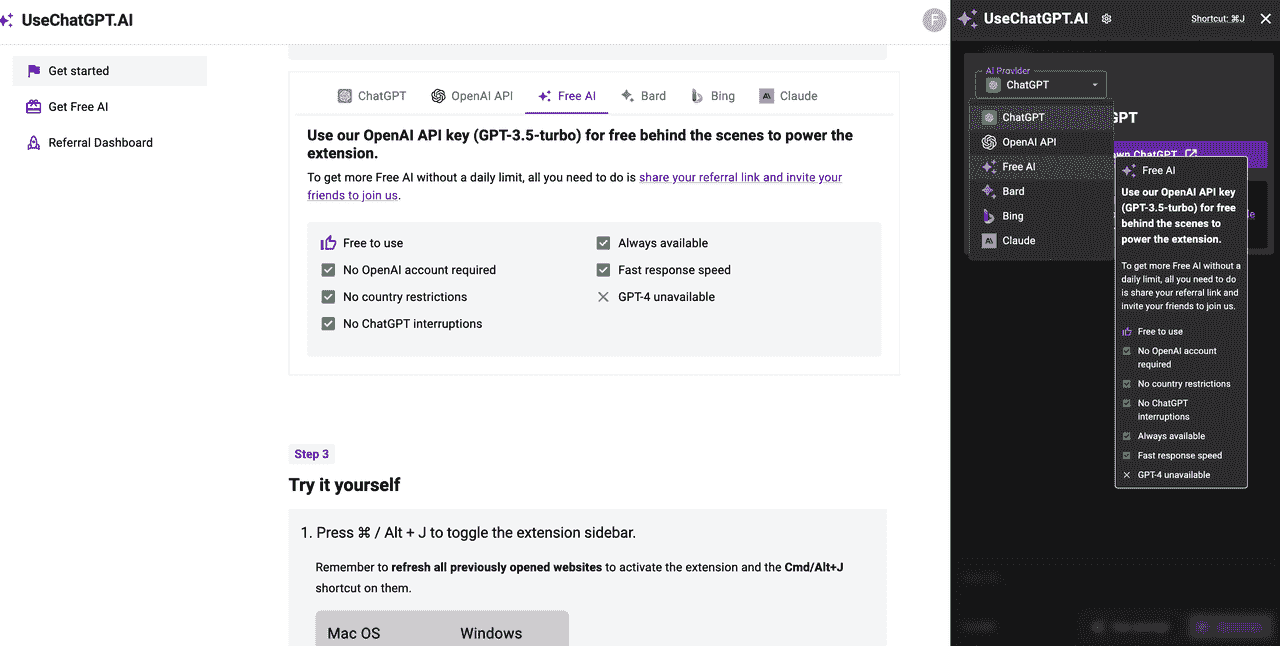 UseChatGPT.AI
F
Get started
Get Free AI
Referral Dashboard
ChatGPT
OpenAI API
Free AI
Bard
Bing
Claude
Use our OpenAI API key (GPT-3.5-turbo) for free behind the scenes to power the
extension.
To get more Free AI without a daily limit, all you need to do is share your referral link and invite your
friends to join us.
Free to use
Always available
No OpenAI account required
Fast response speed
No country restrictions
GPT-4 unavailable
No ChatGPT interruptions
Step 3
Try it yourself
1. Press ⌘ / Alt + J to toggle the extension sidebar.
Remember to refresh all previously opened websites to activate the extension and the Cmd/Alt+J
shortcut on them.
Mac OS
Windows
UseChatGPT.AI
Shortcut: ⌘J
AI Provider
ChatGPT
ChatGPT
OpenAI API
Free AI
Bard
Bing
Claude
ChatGPT
Free AI
Use our OpenAI API key
(GPT-3.5-turbo) for free
behind the scenes to
power the extension.
To get more Free AI without a
daily limit, all you need to do
is share your referral link and
invite your friends to join us.
Free to use
No OpenAI account
required
No country restrictions
No ChatGPT
interruptions
Always available
Fast response speed
GPT-4 unavailable